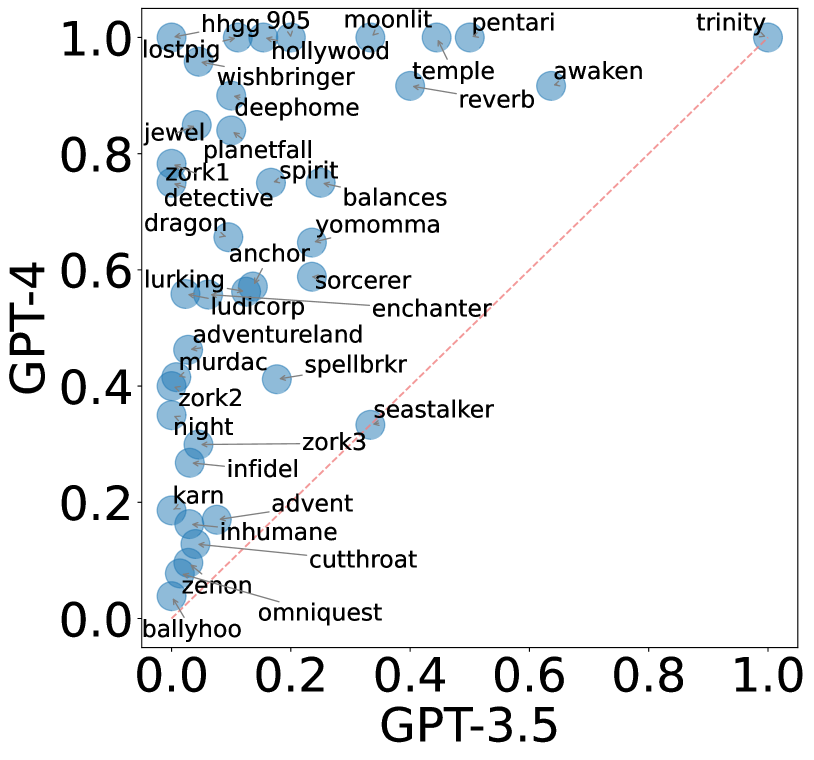 1.0
0.8
0.6
0.4
0.2
0.0
GPT-4
hhgg
905
moonlit
pentari
trinity
lostpig
hollywood
temple
awaken
wishbringer
reverb
deephome
jewel
planetfall
zork1
spirit
detective
balances
dragon
yomomma
anchor
lurking
sorcerer
ludicorp
enchanter
adventureland
murdac
spellbrkr
zork2
seastalker
night
zork3
infidel
karn
advent
inhumane
cutthroat
zenon
omniquest
ballyhoo
0.0 0.2 0.4 0.6 0.8 1.0
GPT-3.5